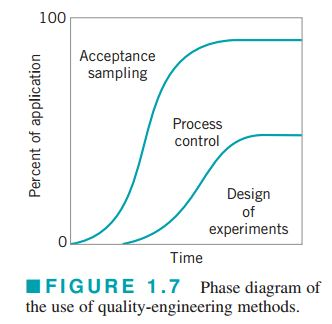 100
Acceptance
sampling
Percent of application
Process
control
Design
of
experiments
0
Time
■FIGURE 1.7 Phase diagram of
the use of quality-engineering methods.